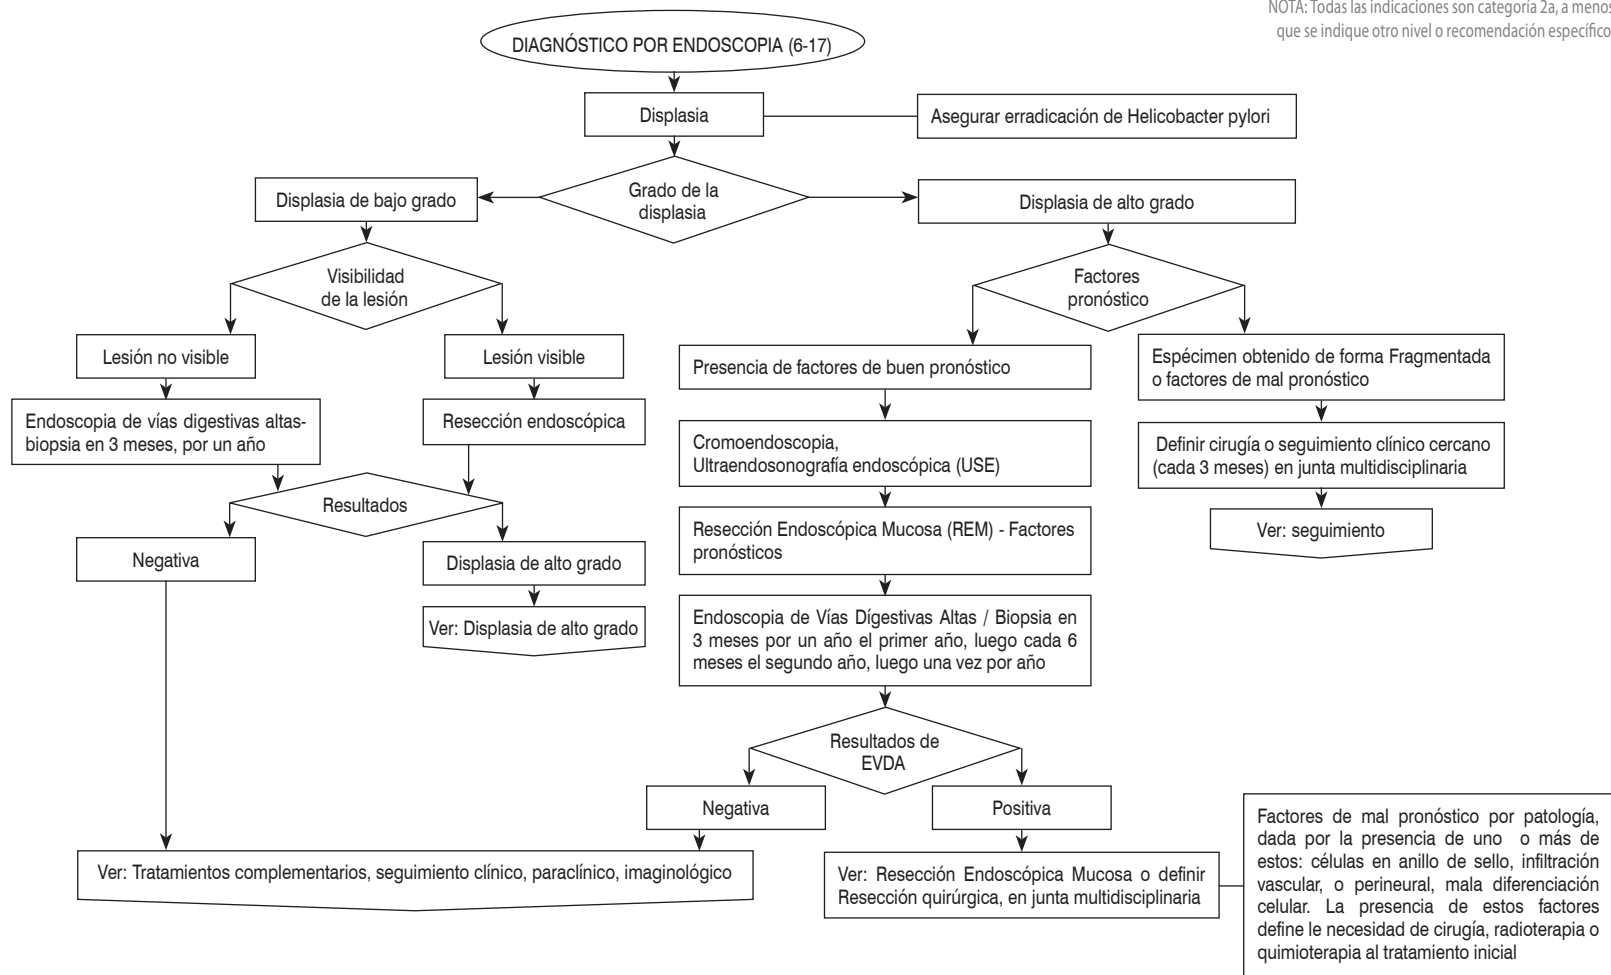 NOTA: Todas las indicaciones son categoría 2a, a menos
que se indique otro nivel o recomendación específico
DIAGNÓSTICO POR ENDOSCOPIA (6-17)
Displasia
Asegurar erradicación de Helicobacter pylori
Grado de la
displasia
Displasia de bajo grado
Displasia de alto grado
Visibilidad
de la lesión
Factores
pronóstico
Lesión no visible
Lesión visible
Presencia de factores de buen pronóstico
Espécimen obtenido de forma Fragmentada
o factores de mal pronóstico
Endoscopia de vías digestivas altas-
biopsia en 3 meses, por un año
Resección endoscópica
Cromoendoscopia,
Ultraendosonografía endoscópica (USE)
Definir cirugía o seguimiento clínico cercano
(cada 3 meses) en junta multidisciplinaria
Resultados
Resección Endoscópica Mucosa (REM) - Factores
pronósticos
Ver: seguimiento
Negativa
Displasia de alto grado
Ver: Displasia de alto grado
Endoscopia de Vías Dígestivas Altas / Biopsia en
3 meses por un año el primer año, luego cada 6
meses el segundo año, luego una vez por año
Resultados de
EVDA
Negativa
Positiva
Ver: Tratamientos complementarios, seguimiento clínico, paraclínico, imaginológico
Ver: Resección Endoscópica Mucosa o definir
Resección quirúrgica, en junta multidisciplinaria
Factores de mal pronóstico por patología,
dada por la presencia de uno o más de
estos: células en anillo de sello, infiltración
vascular, o perineural, mala diferenciación
celular. La presencia de estos factores
define le necesidad de cirugía, radioterapia o
quimioterapia al tratamiento inicial